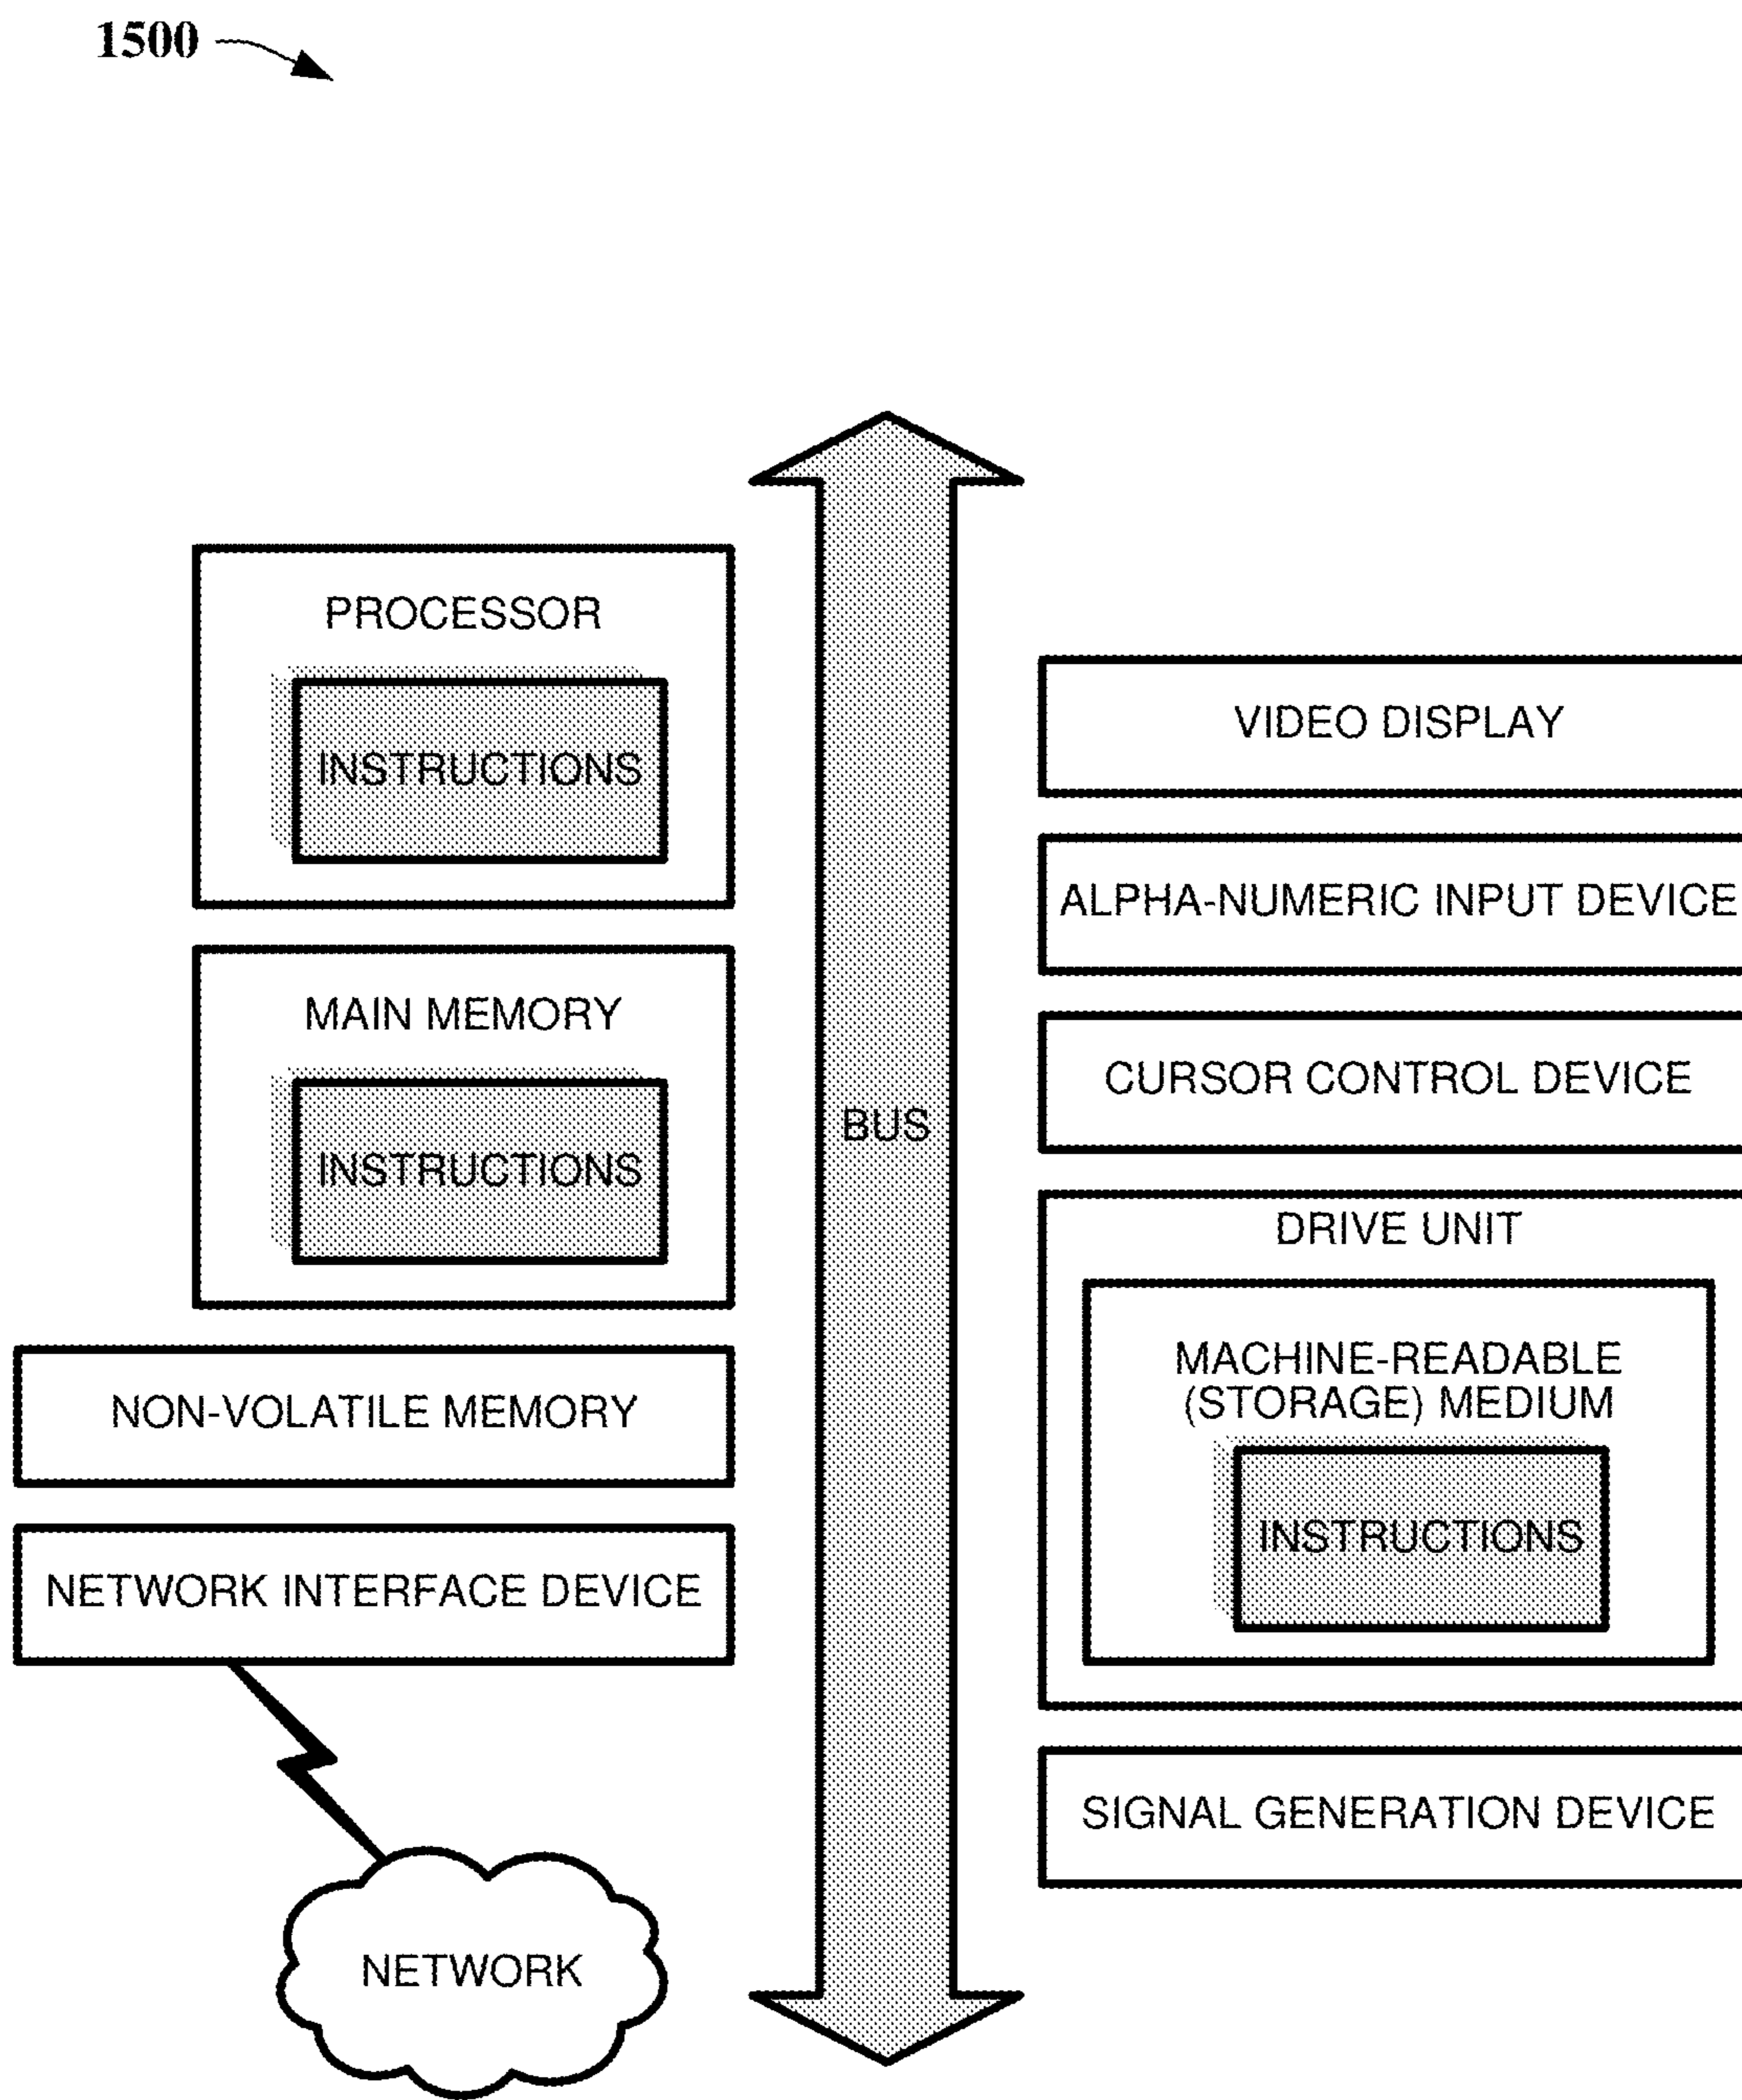 1500
PROCESSOR
INSTRUCTIONS
MAIN MEMORY
INSTRUCTIONS
NON-VOLATILE MEMORY
NETWORK INTERFACE DEVICE
NETWORK
BUS
VIDEO DISPLAY
ALPHA-NUMERIC INPUT DEVICE
CURSOR CONTROL DEVICE
DRIVE UNIT
MACHINE-READABLE
(STORAGE) MEDIUM
INSTRUCTIONS
SIGNAL GENERATION DEVICE